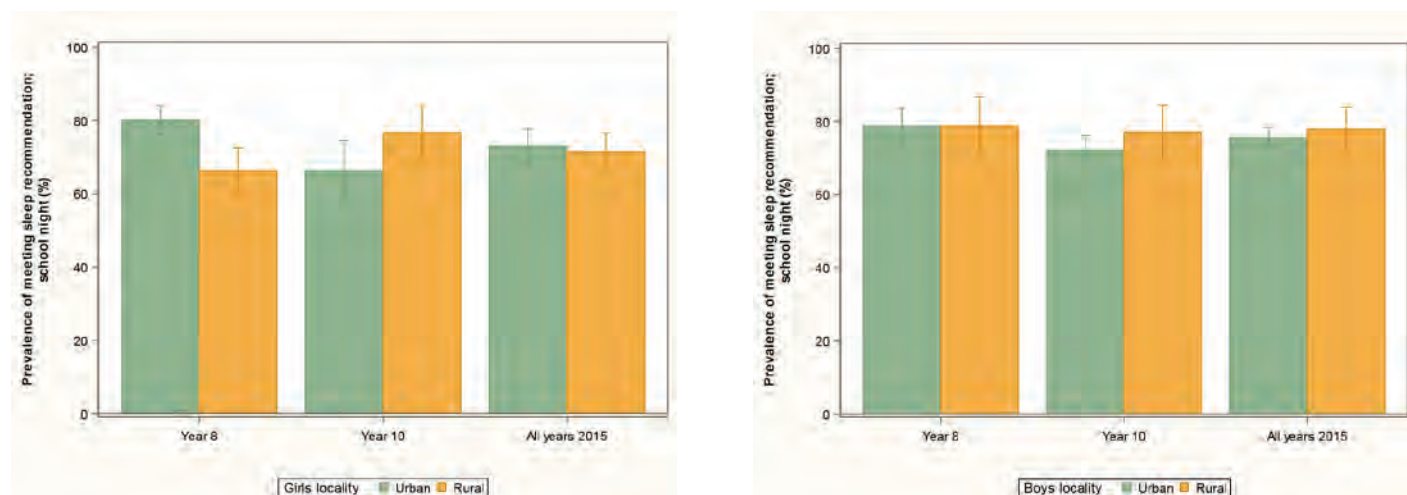 Prevalence of meeting sleep recommendation;
school night (%)
100
80
60
40
20
0
Year 8
Year 10
All years 2015
Girls locality Urban Rural
Prevalence of meeting sleep recommendation;
school night (%)
100
80
60
40
20
0
Year 8
Year 10
All years 2015
Boys locality Urban Rural